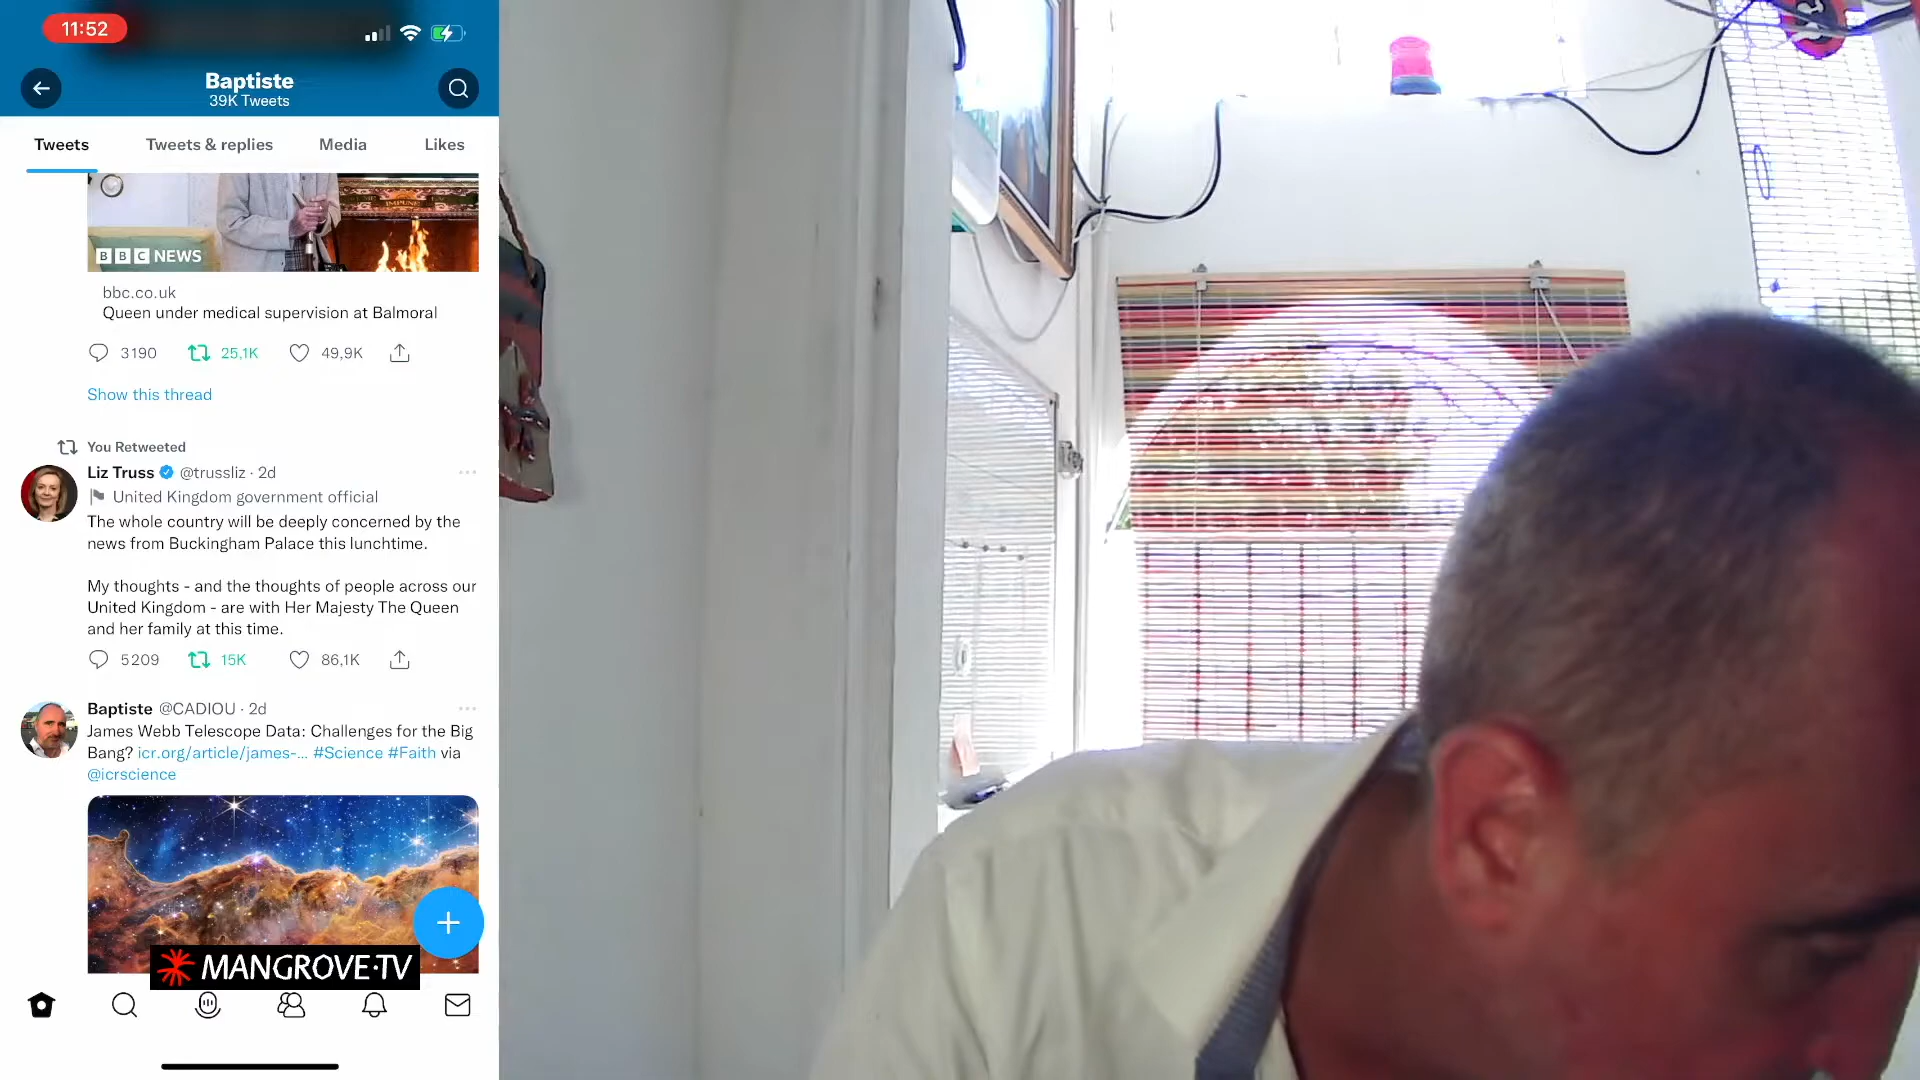 11:52
Baptiste
39K Tweets
Tweets
Tweets & replies
Media
Likes
IMPUNE
BBC NEWS
bbc.co.uk
Queen under medical supervision at Balmoral
3190
25,1K
49,9K
Show this thread
You Retweeted
Liz Truss @trussliz · 2d
United Kingdom government official
The whole country will be deeply concerned by the
news from Buckingham Palace this lunchtime.
My thoughts - and the thoughts of people across our
United Kingdom - are with Her Majesty The Queen
and her family at this time.
5209
15K
86,1K
Baptiste @CADIOU · 2d
James Webb Telescope Data: Challenges for the Big
Bang? icr.org/article/james-... #Science #Faith via
@icrscience
MANGROVE·TV